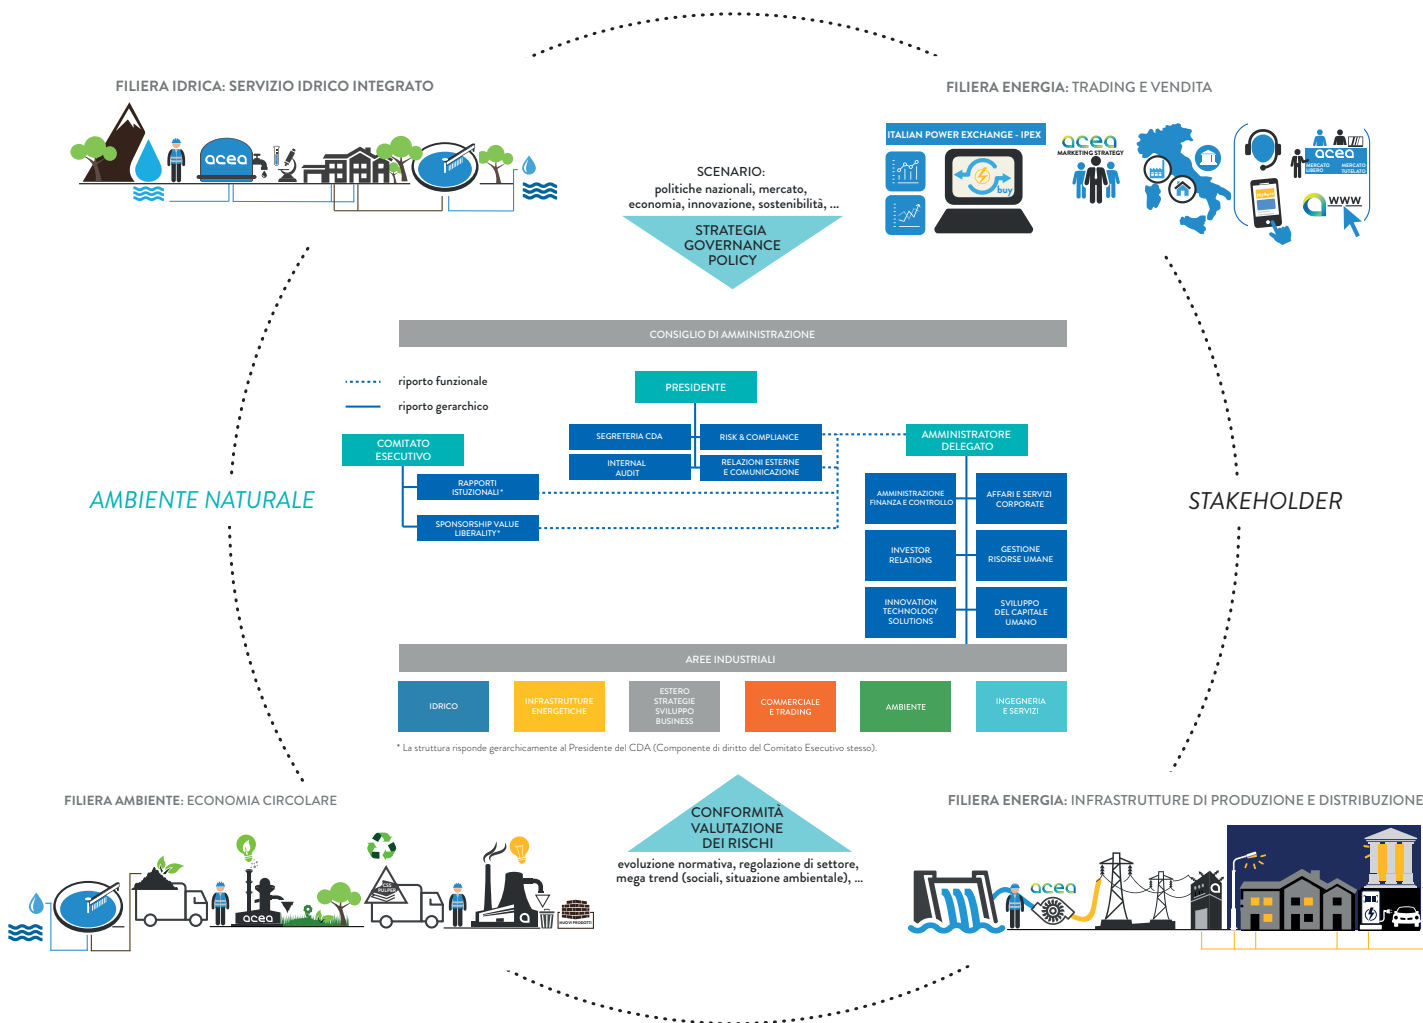 FILIERA IDRICA: SERVIZIO IDRICO INTEGRATO
acea
FILIERA ENERGIA: TRADING E VENDITA
ITALIAN POWER EXCHANGE - IPEX
buy
acea
MARKETING STRATEGY
acea
MERCATO
LIBERO
MERCATO
TUTELATO
www
SCENARIO:
politiche nazionali, mercato,
economia, innovazione, sostenibilità, ...
STRATEGIA
GOVERNANCE
POLICY
CONSIGLIO DI AMMINISTRAZIONE
riporto funzionale
riporto gerarchico
PRESIDENTE
SEGRETERIA CDA
RISK & COMPLIANCE
INTERNAL
AUDIT
RELAZIONI ESTERNE
E COMUNICAZIONE
COMITATO
ESECUTIVO
RAPPORTI
ISTUZIONALI*
SPONSORSHIP VALUE
LIBERALITY*
AMMINISTRATORE
DELEGATO
AMMINISTRAZIONE
FINANZA E CONTROLLO
AFFARI E SERVIZI
CORPORATE
INVESTOR
RELATIONS
GESTIONE
RISORSE UMANE
INNOVATION
TECHNOLOGY
SOLUTIONS
SVILUPPO
DEL CAPITALE
UMANO
AMBIENTE NATURALE
STAKEHOLDER
AREE INDUSTRIALI
IDRICO
INFRASTRUTTURE
ENERGETICHE
ESTERO
STRATEGIE
SVILUPPO
BUSINESS
COMMERCIALE
E TRADING
AMBIENTE
INGEGNERIA
E SERVIZI
* La struttura risponde gerarchicamente al Presidente del CDA (Componente di diritto del Comitato Esecutivo stesso).
CONFORMITÀ
VALUTAZIONE
DEI RISCHI
evoluzione normativa, regolazione di settore,
mega trend (sociali, situazione ambientale), ...
FILIERA AMBIENTE: ECONOMIA CIRCOLARE
acea
CSS
PULPER
NUOVI PRODOTTI
FILIERA ENERGIA: INFRASTRUTTURE DI PRODUZIONE E DISTRIBUZIONE
acea